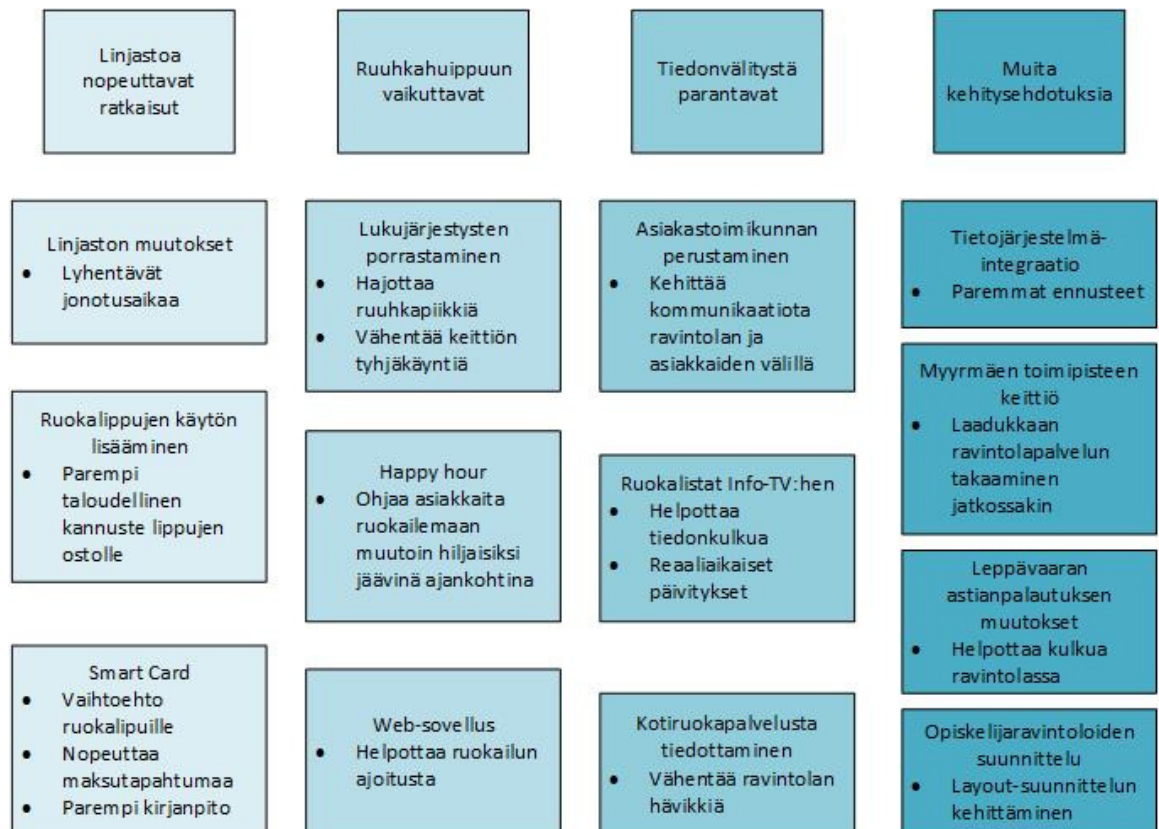 Linjastoa
nopeuttavat
ratkaisut
Linjaston muutokset
• Lyhentävät
jonotusaikaa
Ruokalippujen käytön
lisääminen
• Parempi
taloudellinen
kannuste lippujen
ostolle
Smart Card
• Vaihtoehto
ruokalipuille
• Nopeuttaa
maksutapahtumaa
• Parempi kirjanpito
Ruuhkahuippuun
vaikuttavat
Lukujärjestysten
porrastaminen
• Hajottaa
ruuhkapiikkiä
• Vähentää keittiön
tyhjäkäyntiä
Happy hour
• Ohjaa asiakkaita
ruokailemaan
muutoin hiljaisiksi
jäävinä ajankohtina
Web-sovellus
• Helpottaa ruokailun
ajoitusta
Tiedonvälitystä
parantavat
Asiakastoimikunnan
perustaminen
• Kehittää
kommunikaatiota
ravintolan ja
asiakkaiden välillä
Ruokalistat Info-TV:hen
• Helpottaa
tiedonkulkua
• Reaaliaikaiset
päivitykset
Kotiruokapalvelusta
tiedottaminen
• Vähentää ravintolan
hävikkiä
Muita
kehitysehdotuksia
Tietojärjestelmä-
integraatio
• Paremmat ennusteet
Myyrmäen toimipisteen
keittiö
• Laadukkaan
ravintolapalvelun
takaaminen
jatkossakin
Leppävaaran
astianpalautuksen
muutokset
• Helpottaa kulkua
ravintolassa
Opiskelijaravintoloiden
suunnittelu
• Layout-suunnittelun
kehittäminen